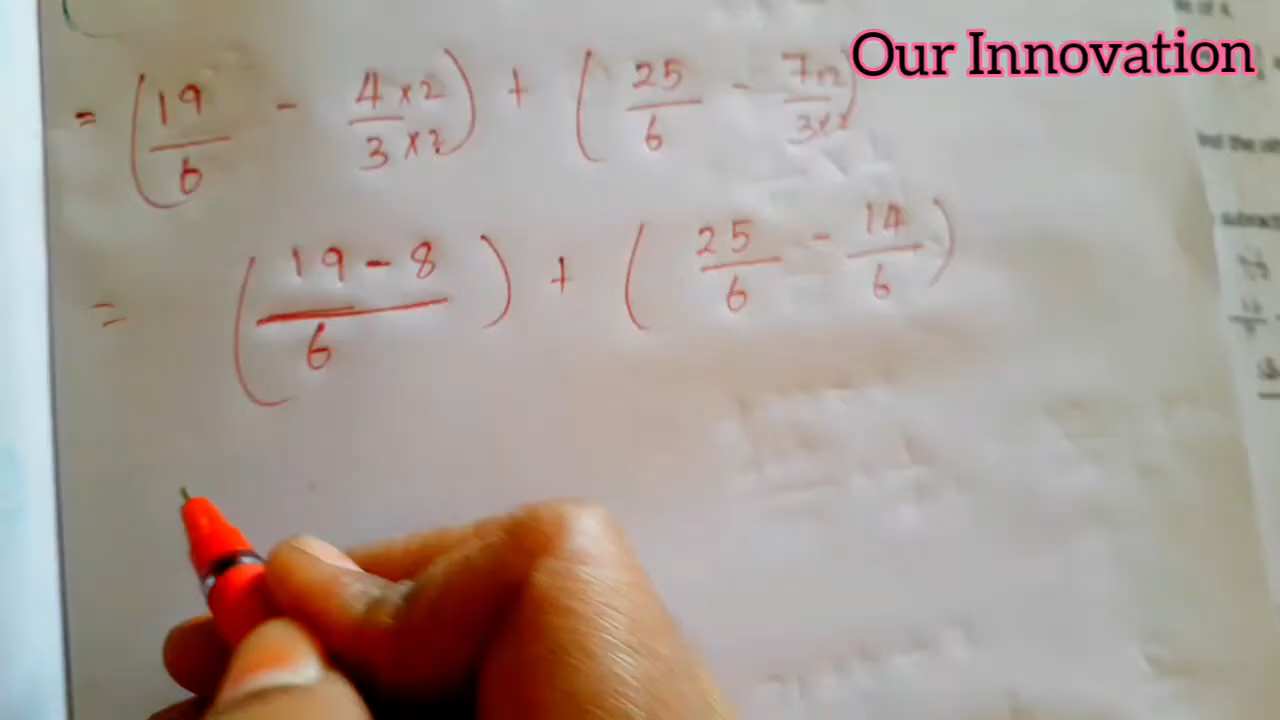 Our Innovation
= (19/6 - 4×2/3×2) + (25/6 - 7×2/3×2)
= (19-8/6) + (25/6 - 14/6)